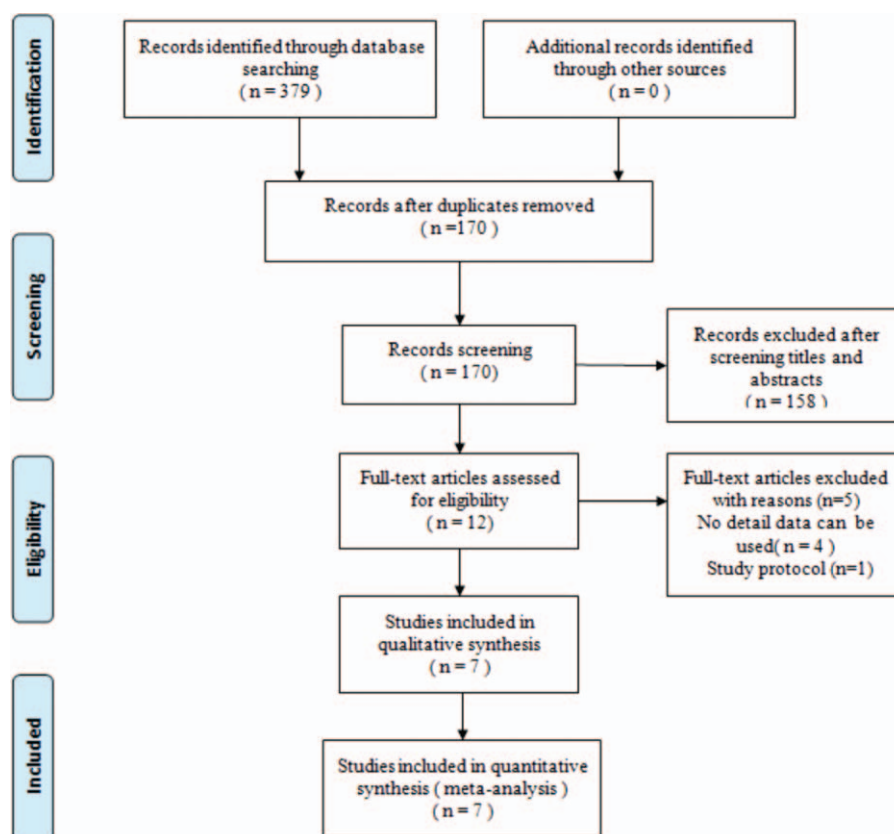 Identification
Records identified through database
searching
( n = 379 )
Additional records identified
through other sources
( n = 0 )
Records after duplicates removed
( n =170 )
Screening
Records screening
( n = 170)
Records excluded after
screening titles and
abstracts
( n = 158 )
Eligibility
Full-text articles assessed
for eligibility
( n = 12)
Full-text articles excluded
with reasons (n=5)
No detail data can be
used( n = 4 )
Study protocol (n=1)
Studies included in
qualitative synthesis
( n = 7 )
Included
Studies included in quantitative
synthesis ( meta-analysis )
( n = 7 )